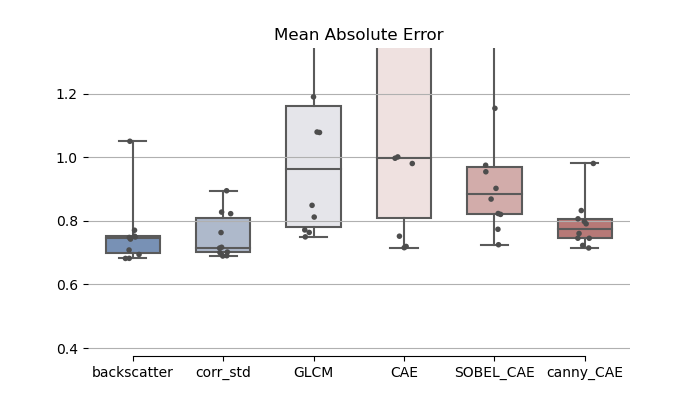 Mean Absolute Error
1.2
1.0
0.8
0.6
0.4
backscatter corr_std GLCM CAE SOBEL_CAE canny_CAE